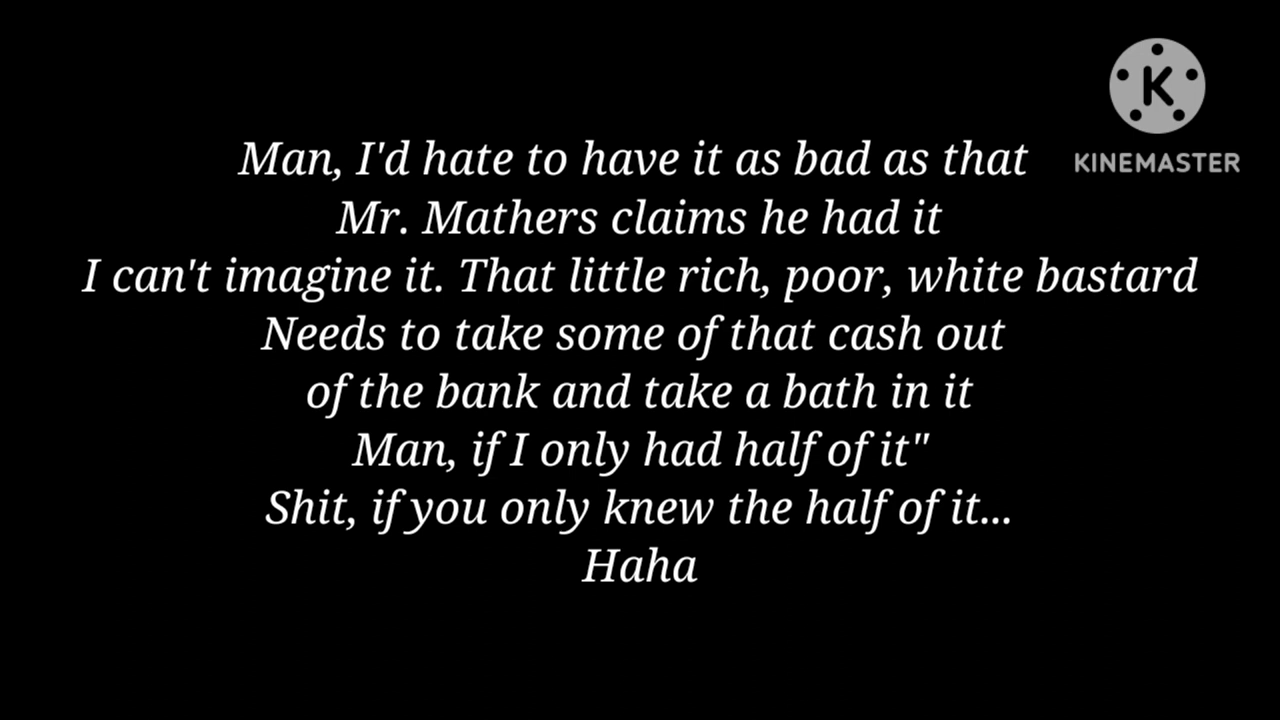 Man, I'd hate to have it as bad as that
Mr. Mathers claims he had it
I can't imagine it. That little rich, poor, white bastard
Needs to take some of that cash out
of the bank and take a bath in it
Man, if I only had half of it"
Shit, if you only knew the half of it...
Haha
K
KINEMASTER